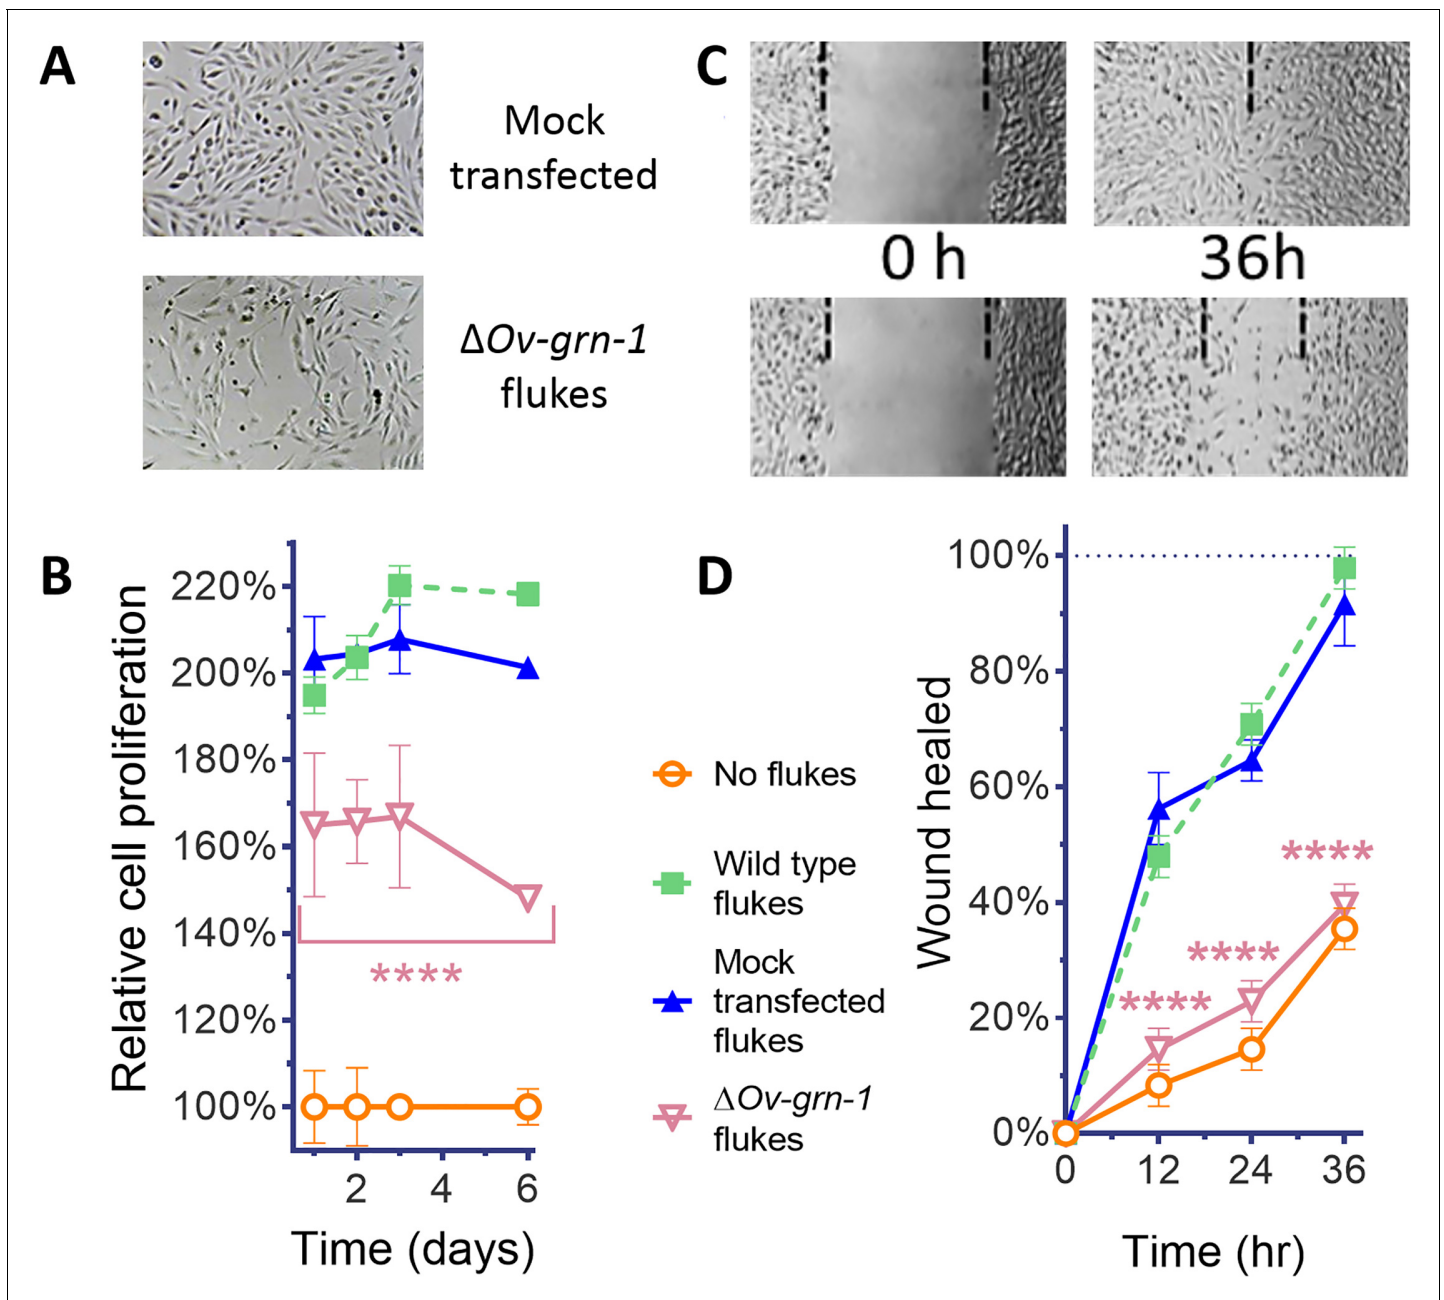 A
Mock
transfected
ΔOv-grn-1
flukes
C
0 h
36h
B
Relative cell proliferation
220%
200%
180%
160%
140%
120%
100%
****
2
4
6
Time (days)
No flukes
Wild type
flukes
Mock
transfected
flukes
ΔOv-grn-1
flukes
D
Wound healed
100%
80%
60%
40%
20%
0%
****
****
****
0
12
24
36
Time (hr)